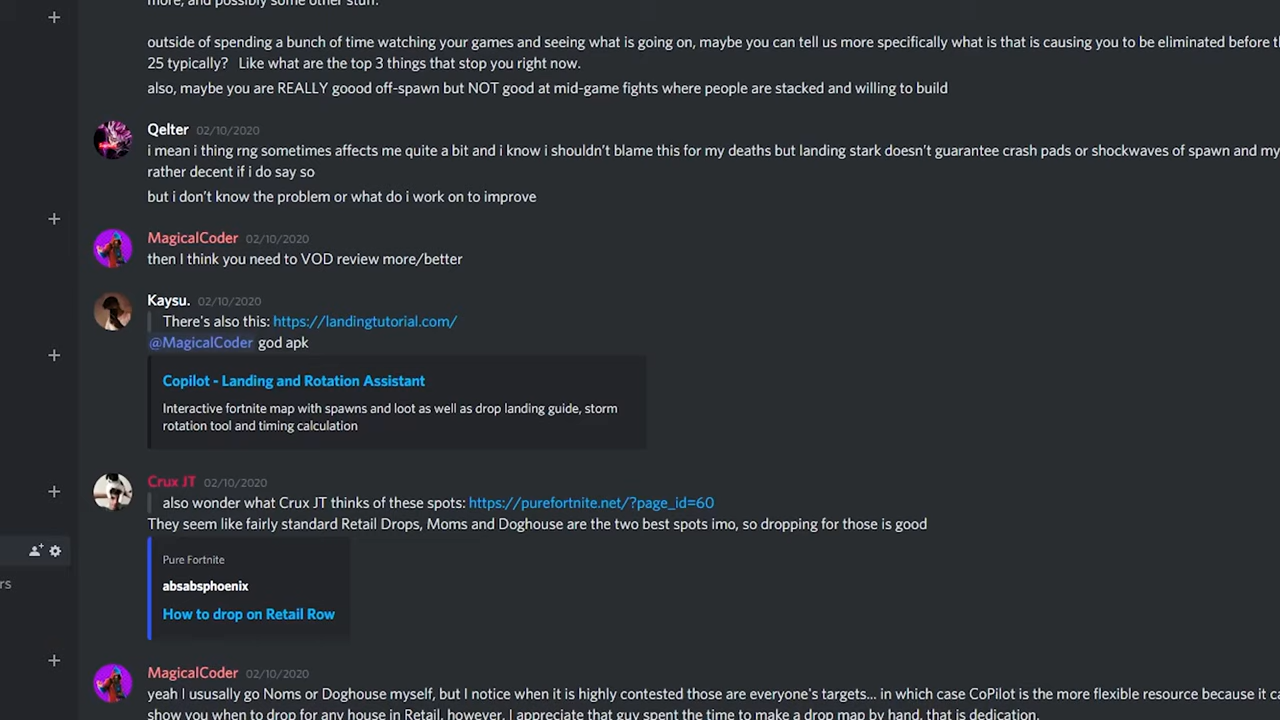 more, and possibly some other stuff.
outside of spending a bunch of time watching your games and seeing what is going on, maybe you can tell us more specifically what is that is causing you to be eliminated before
25 typically? Like what are the top 3 things that stop you right now.
also, maybe you are REALLY goood off-spawn but NOT good at mid-game fights where people are stacked and willing to build
Qelter 02/10/2020
i mean i thing rng sometimes affects me quite a bit and i know i shouldn't blame this for my deaths but landing stark doesn't guarantee crash pads or shockwaves of spawn and my
rather decent if i do say so
but i don't know the problem or what do i work on to improve
MagicalCoder 02/10/2020
then I think you need to VOD review more/better
Kaysu. 02/10/2020
There's also this: https://landingtutorial.com/
@MagicalCoder god apk
Copilot - Landing and Rotation Assistant
Interactive fortnite map with spawns and loot as well as drop landing guide, storm
rotation tool and timing calculation
Crux JT 02/10/2020
also wonder what Crux JT thinks of these spots: https://purefortnite.net/?page_id=60
They seem like fairly standard Retail Drops, Moms and Doghouse are the two best spots imo, so dropping for those is good
Pure Fortnite
absabsphoenix
How to drop on Retail Row
rs
MagicalCoder 02/10/2020
yeah I ususally go Noms or Doghouse myself, but I notice when it is highly contested those are everyone's targets... in which case CoPilot is the more flexible resource because it
show you when to drop for any house in Retail. however, I appreciate that guy spent the time to make a drop map by hand, that is dedication.